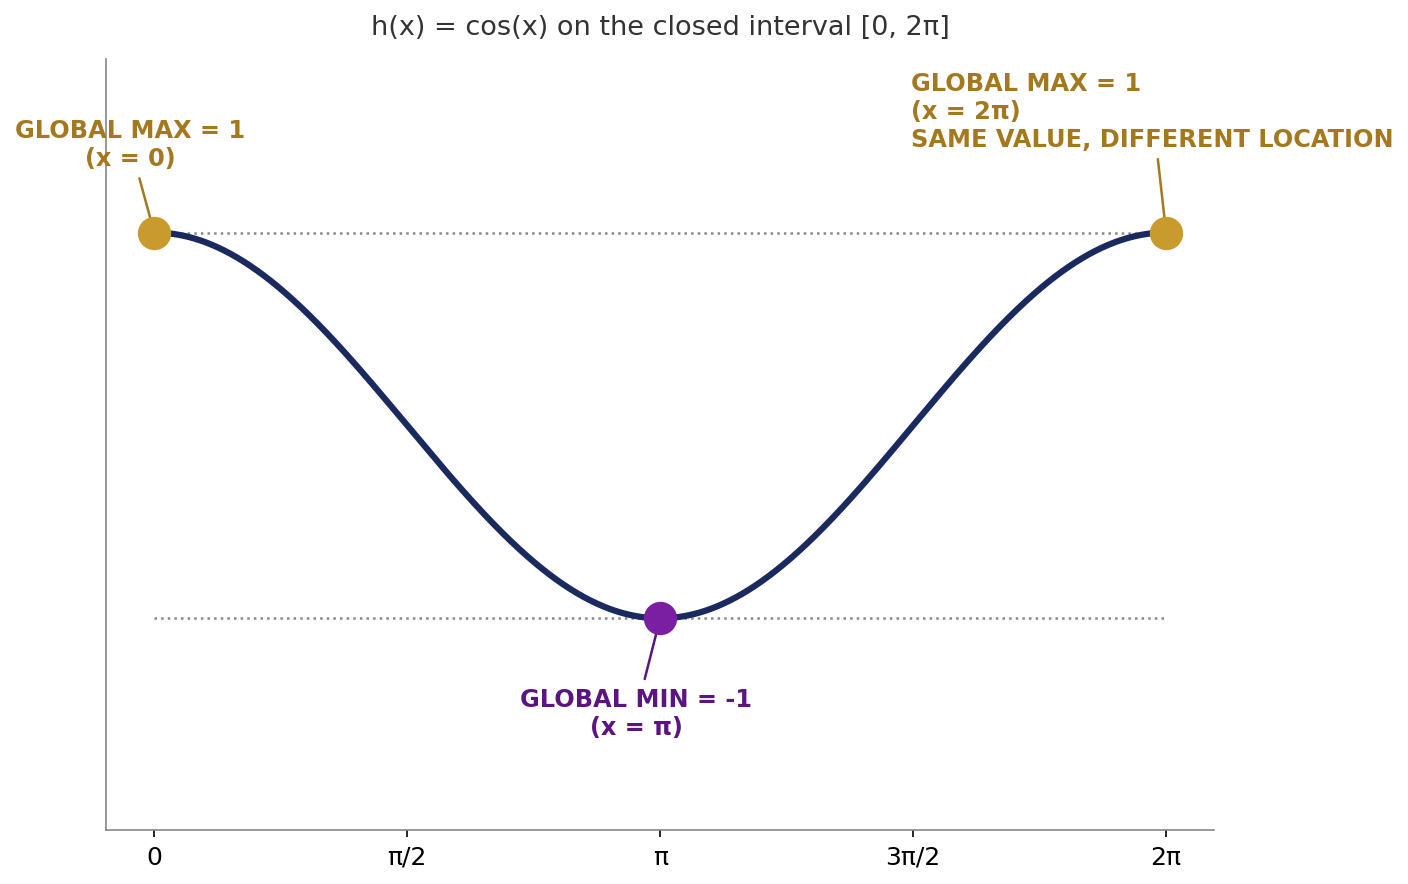 h(x) = cos(x) on the closed interval [0, 2π]
GLOBAL MAX = 1
(x = 0)
GLOBAL MAX = 1
(x = 2π)
SAME VALUE, DIFFERENT LOCATION
GLOBAL MIN = -1
(x = π)
0 π/2 π 3π/2 2π